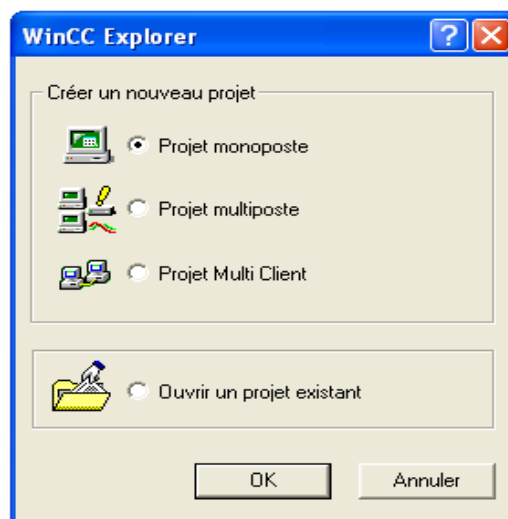 WinCC Explorer
Créer un nouveau projet
Projet monoposte
Projet multiposte
Projet Multi Client
Ouvrir un projet existant
OK
Annuler